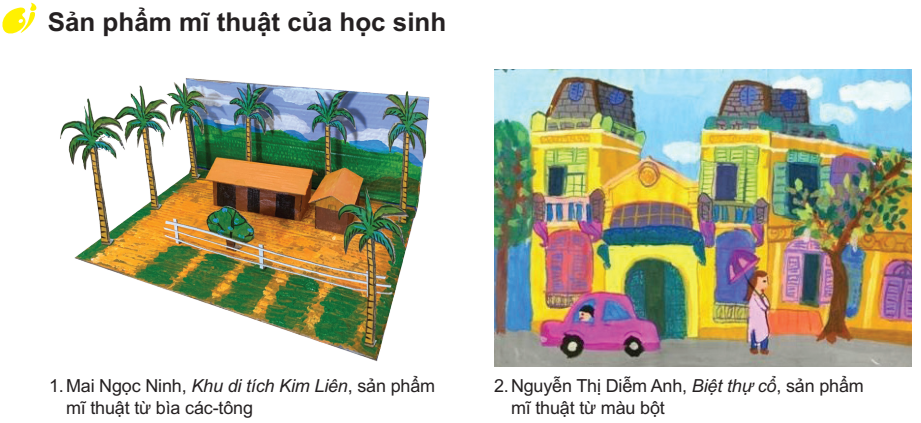 Sản phẩm mĩ thuật của học sinh
1. Mai Ngọc Ninh, Khu di tích Kim Liên, sản phẩm
mĩ thuật từ bìa các-tông
2. Nguyễn Thị Diễm Anh, Biệt thự cổ, sản phẩm
mĩ thuật từ màu bột